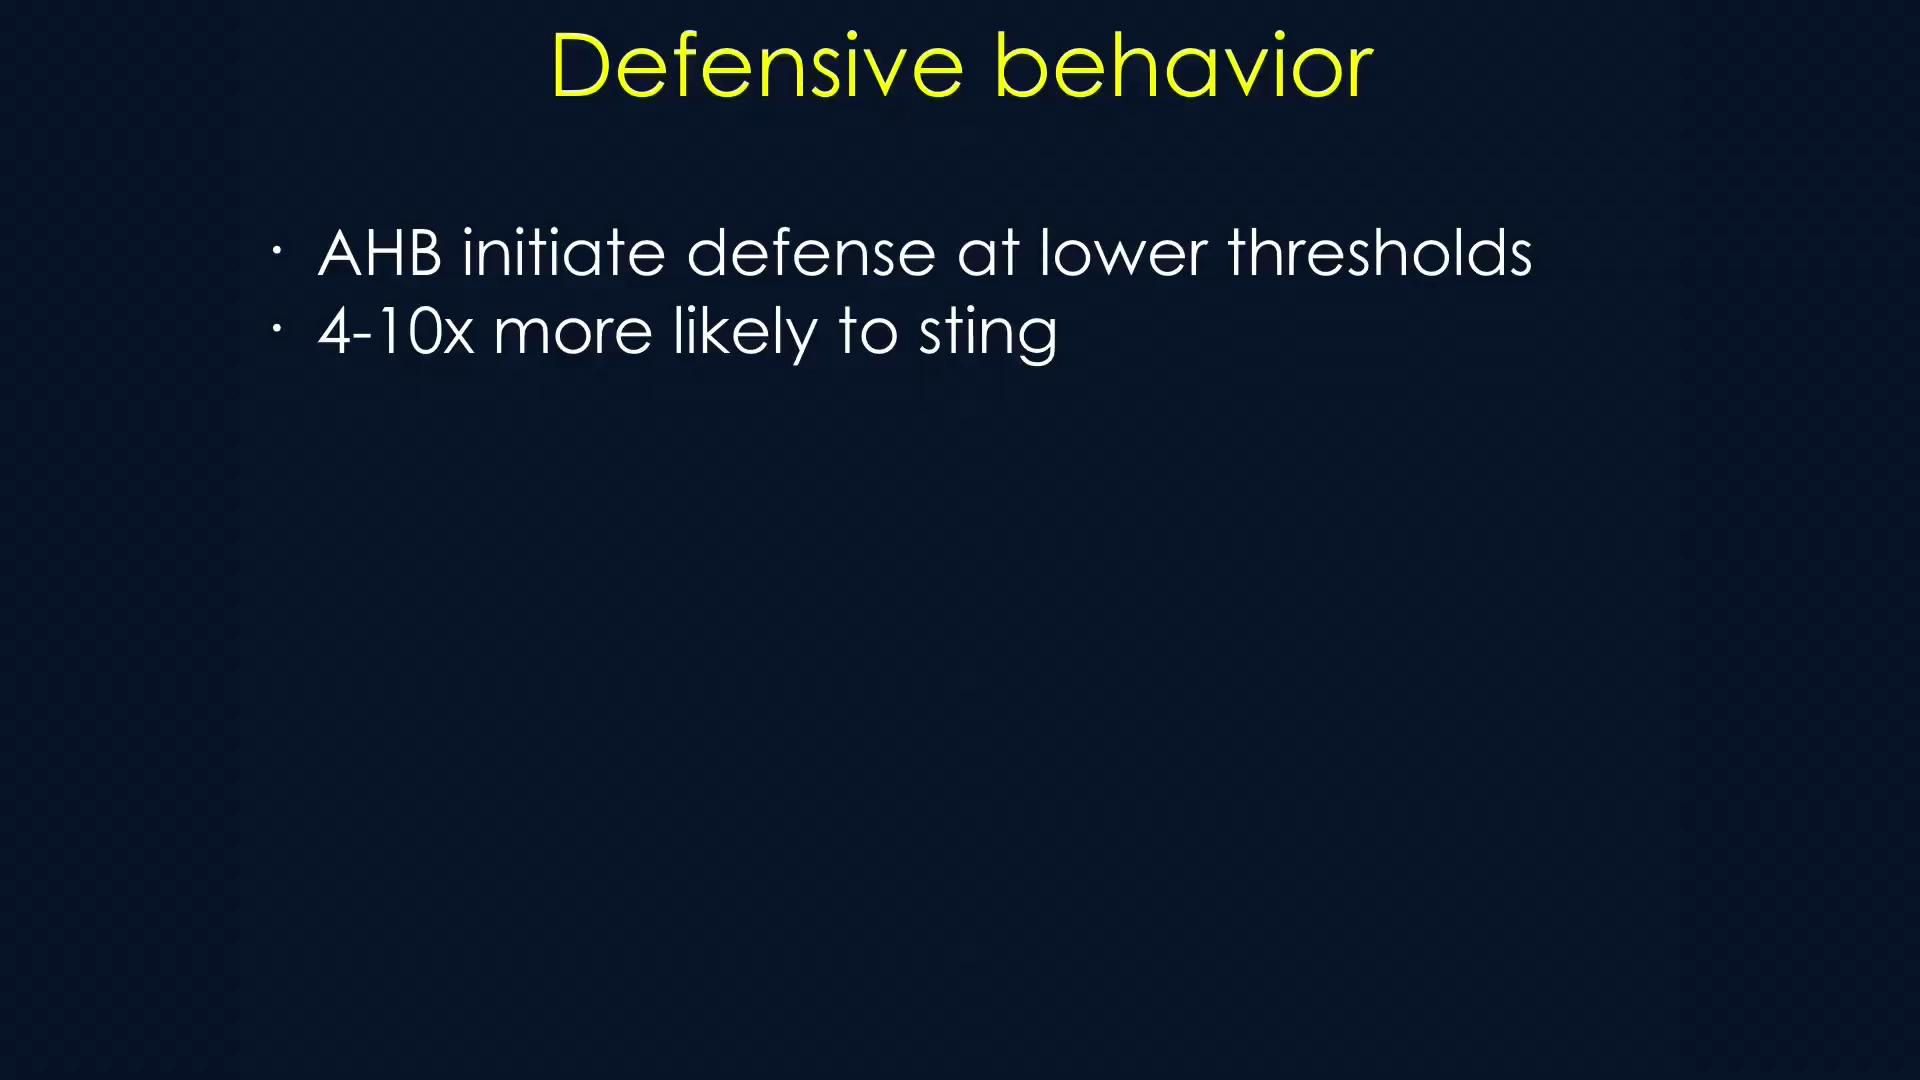 Defensive behavior
· AHB initiate defense at lower thresholds
· 4-10x more likely to sting